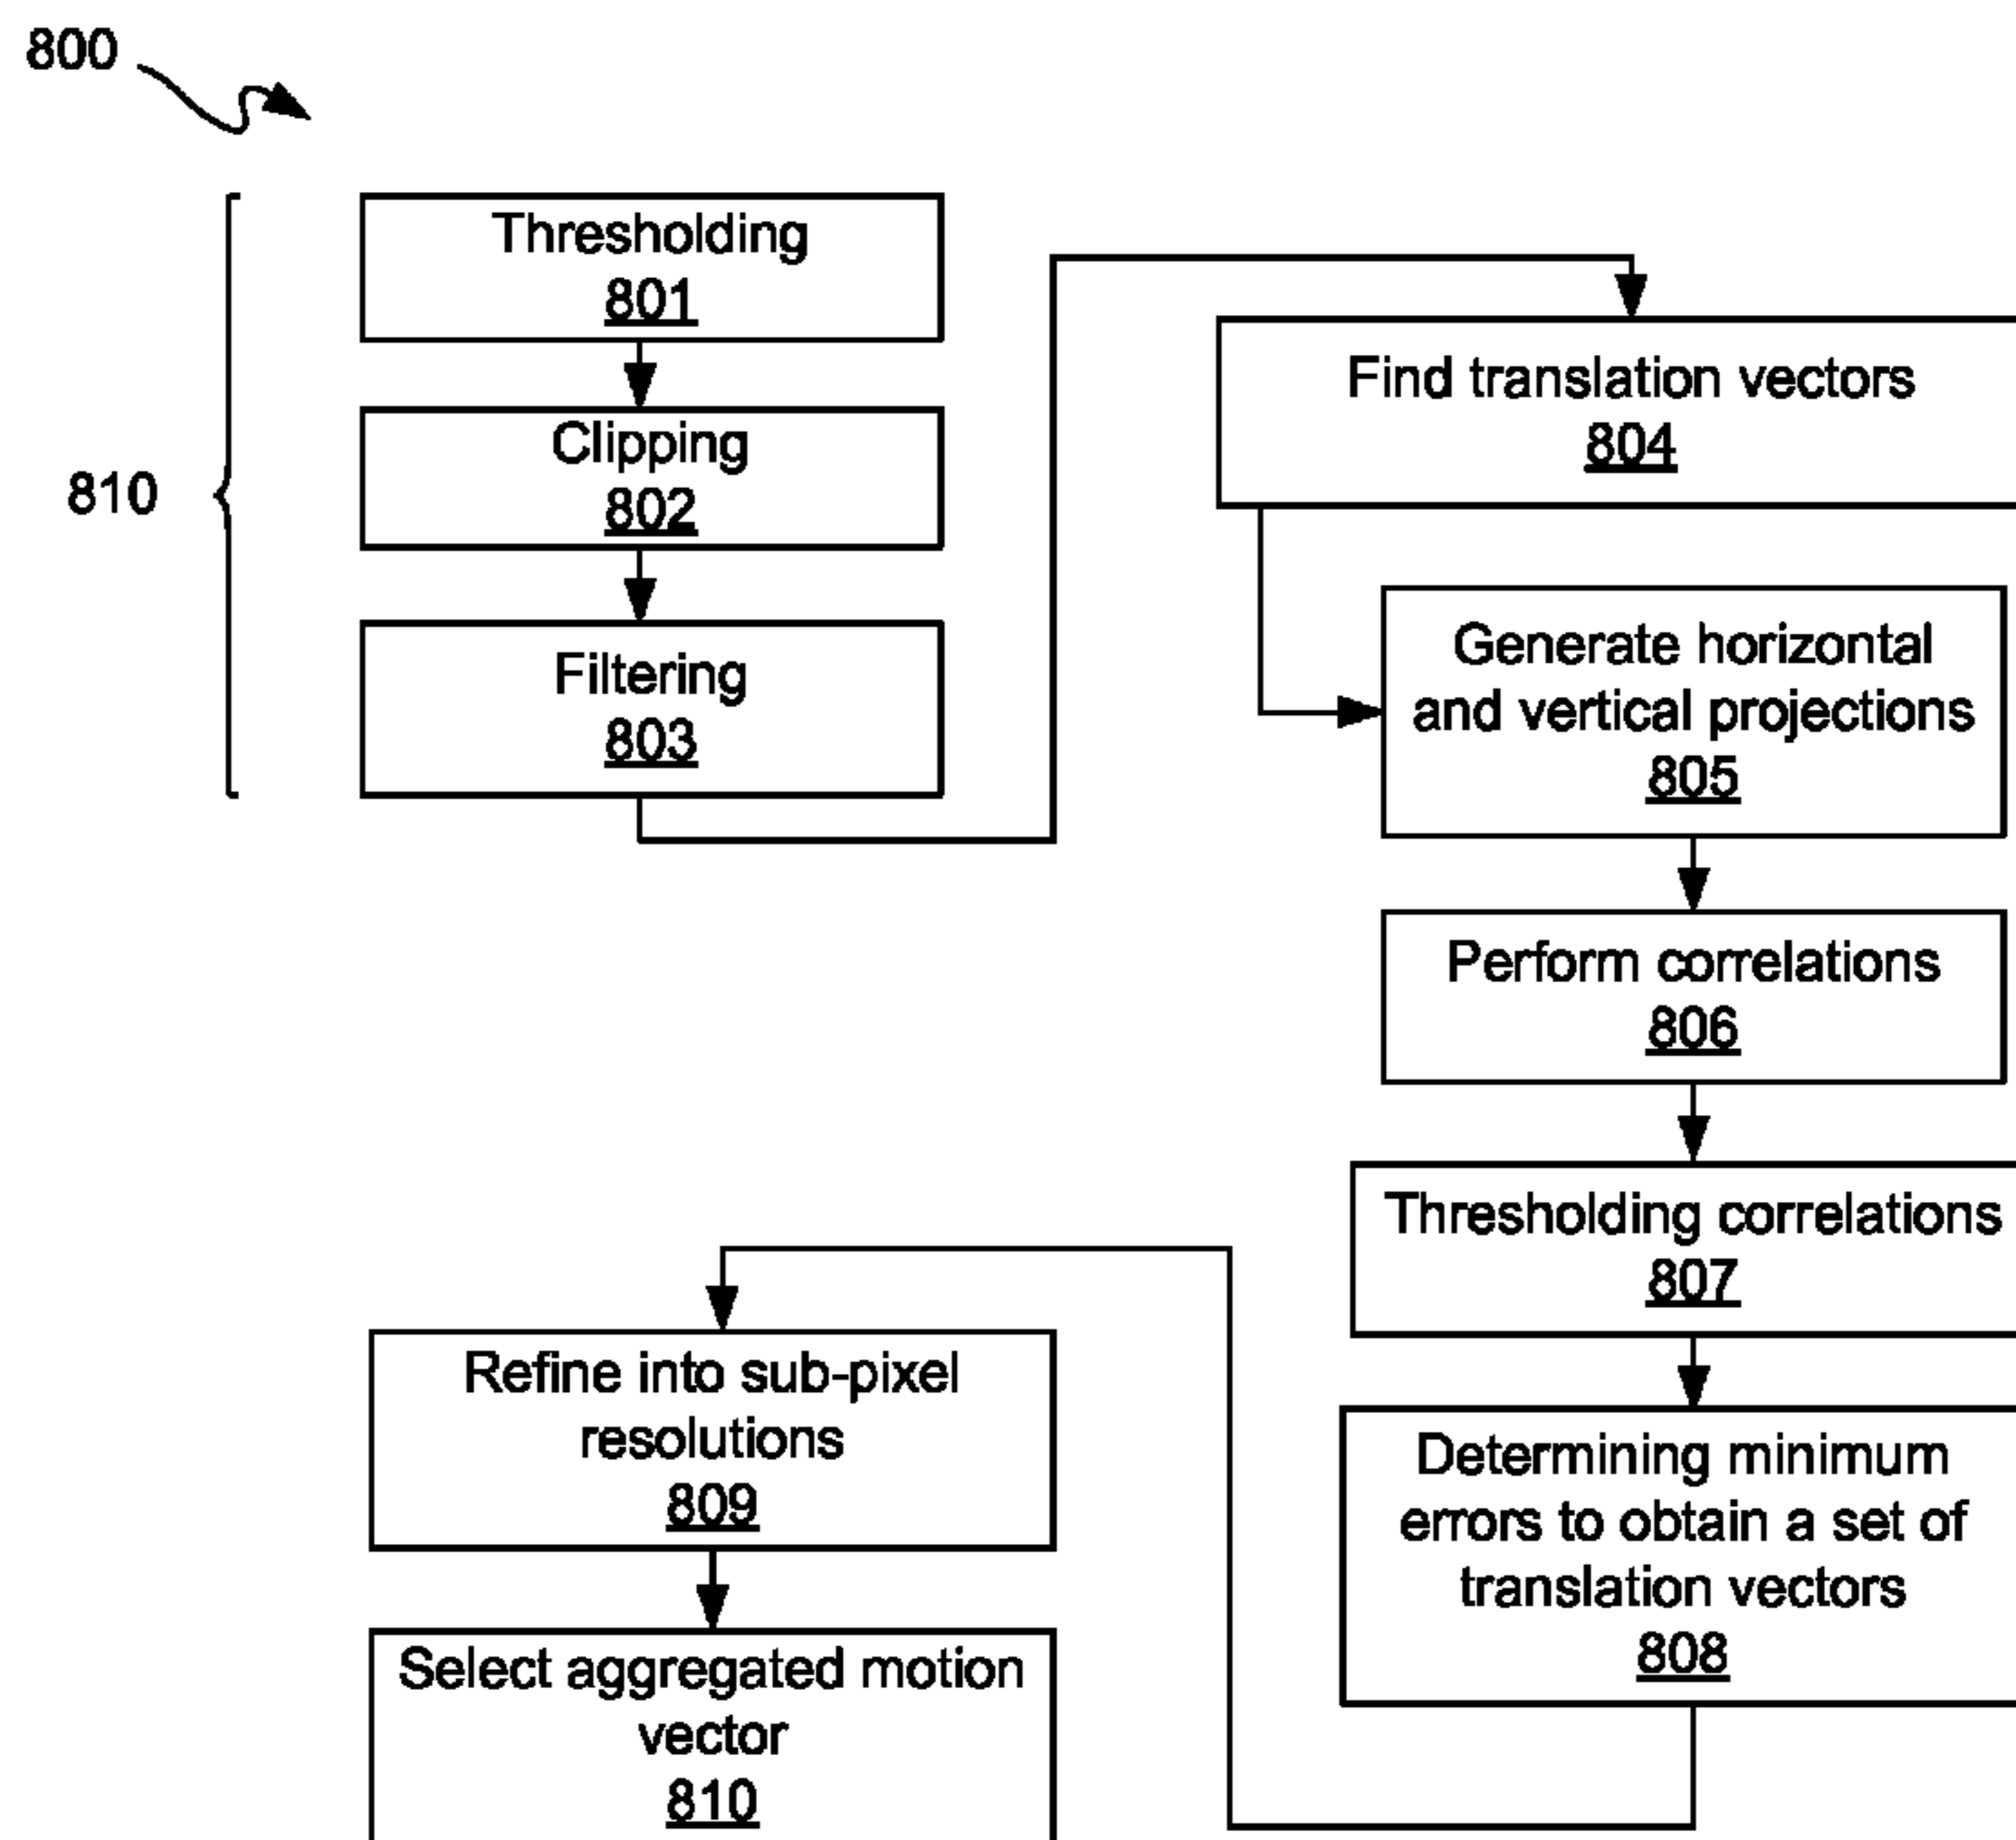 800
810
Thresholding
801
Clipping
802
Filtering
803
Find translation vectors
804
Generate horizontal
and vertical projections
805
Perform correlations
806
Thresholding correlations
807
Determining minimum
errors to obtain a set of
translation vectors
808
Refine into sub-pixel
resolutions
809
Select aggregated motion
vector
810